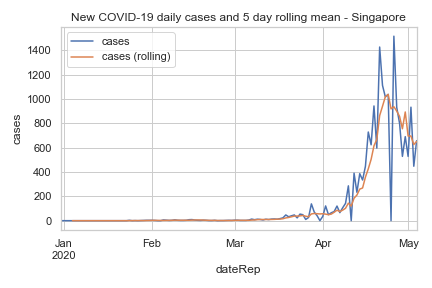 New COVID-19 daily cases and 5 day rolling mean - Singapore
cases
cases (rolling)
1400
1200
1000
800
600
400
200
0
cases
Jan
2020
Feb
Mar
Apr
May
dateRep